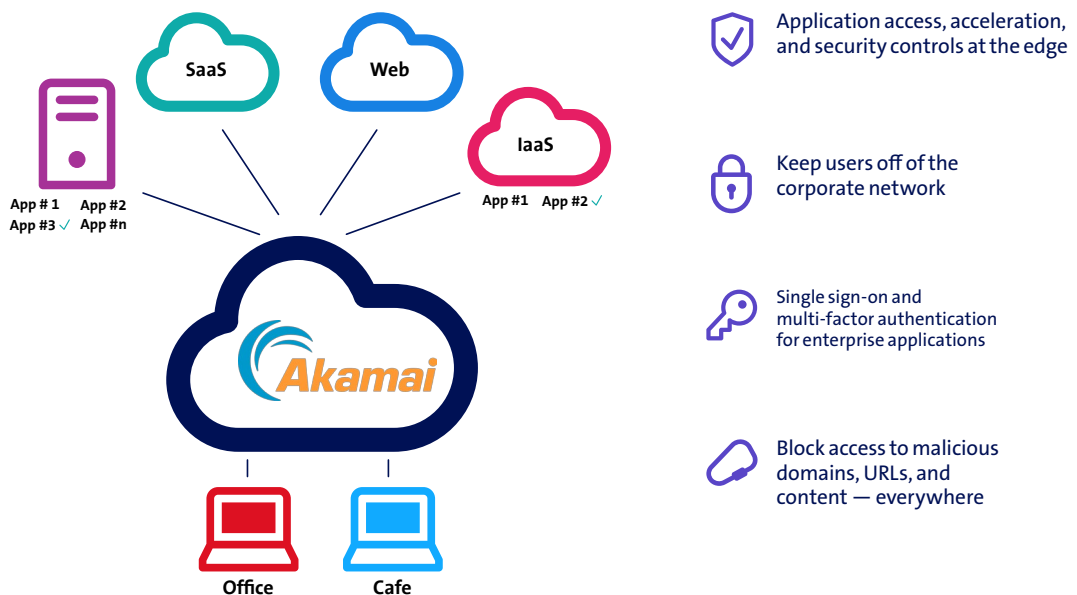 SaaS
Web
IaaS
App # 1 App #2
App #3 App #n
App #1 App #2
Akamai
Office
Cafe
Application access, acceleration,
and security controls at the edge
Keep users off of the
corporate network
Single sign-on and
multi-factor authentication
for enterprise applications
Block access to malicious
domains, URLs, and
content — everywhere